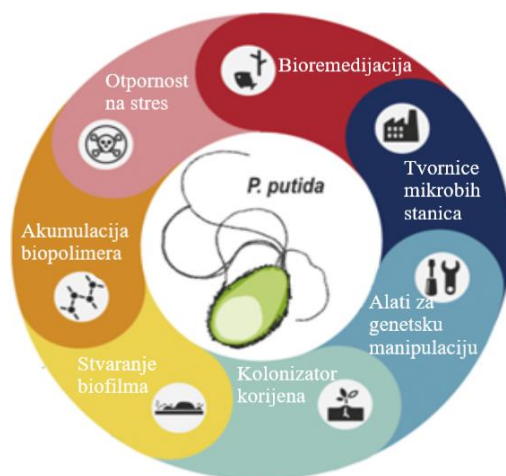 Bioremedijacija
Tvornice
mikrobih
stanica
Alati za
genetsku
manipulaciju
Kolonizator
korijena
Stvaranje
biofilma
Akumulacija
biopolimera
Otpornost
na stres
P. putida